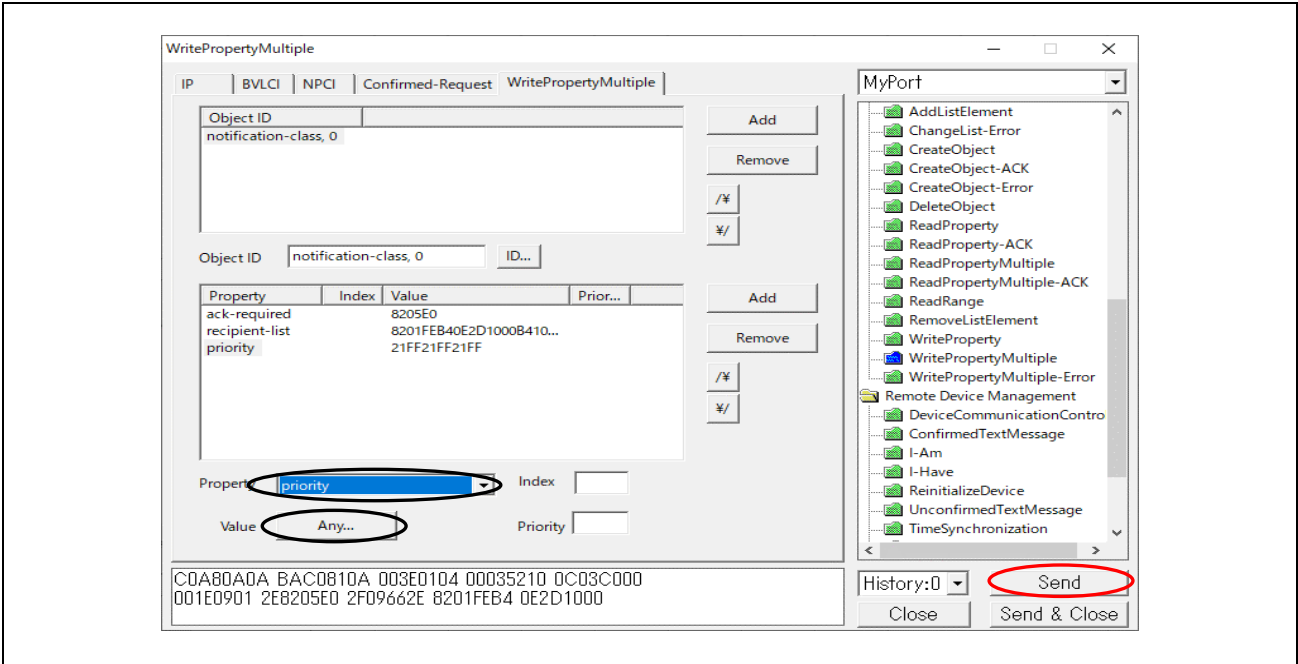 WritePropertyMultiple
IP BVLCI NPCI Confirmed-Request WritePropertyMultiple
Object ID
notification-class, 0
Add
Remove
/¥
¥/
Object ID notification-class, 0 ID...
Property Index Value Prior...
ack-required 8205E0
recipient-list 8201FEB40E2D1000B410...
priority 21FF21FF21FF
Add
Remove
/¥
¥/
Property priority Index
Value Any... Priority
C0A80A0A BAC0810A 003E0104 00035210 0C03C000
001E0901 2E8205E0 2F09662E 8201FEB4 0E2D1000
MyPort
AddListElement
ChangeList-Error
CreateObject
CreateObject-ACK
CreateObject-Error
DeleteObject
ReadProperty
ReadProperty-ACK
ReadPropertyMultiple
ReadPropertyMultiple-ACK
ReadRange
RemoveListElement
WriteProperty
WritePropertyMultiple
WritePropertyMultiple-Error
Remote Device Management
DeviceCommunicationContro
ConfirmedTextMessage
I-Am
I-Have
ReinitializeDevice
UnconfirmedTextMessage
TimeSynchronization
History:0 Send
Close Send & Close